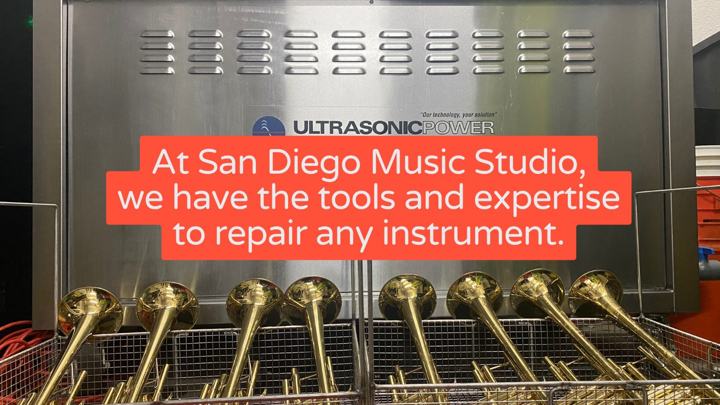 "Our technology, your solution"
ULTRASONICPOWER
At San Diego Music Studio,
we have the tools and expertise
to repair any instrument.